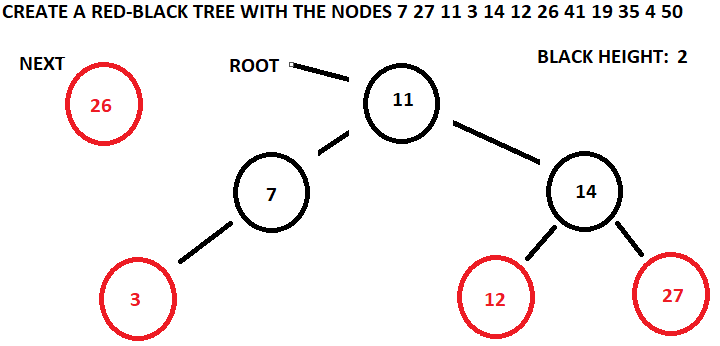 CREATE A RED-BLACK TREE WITH THE NODES 7 27 11 3 14 12 26 41 19 35 4 50
NEXT
ROOT
BLACK HEIGHT: 2
26
11
7
14
3
12
27